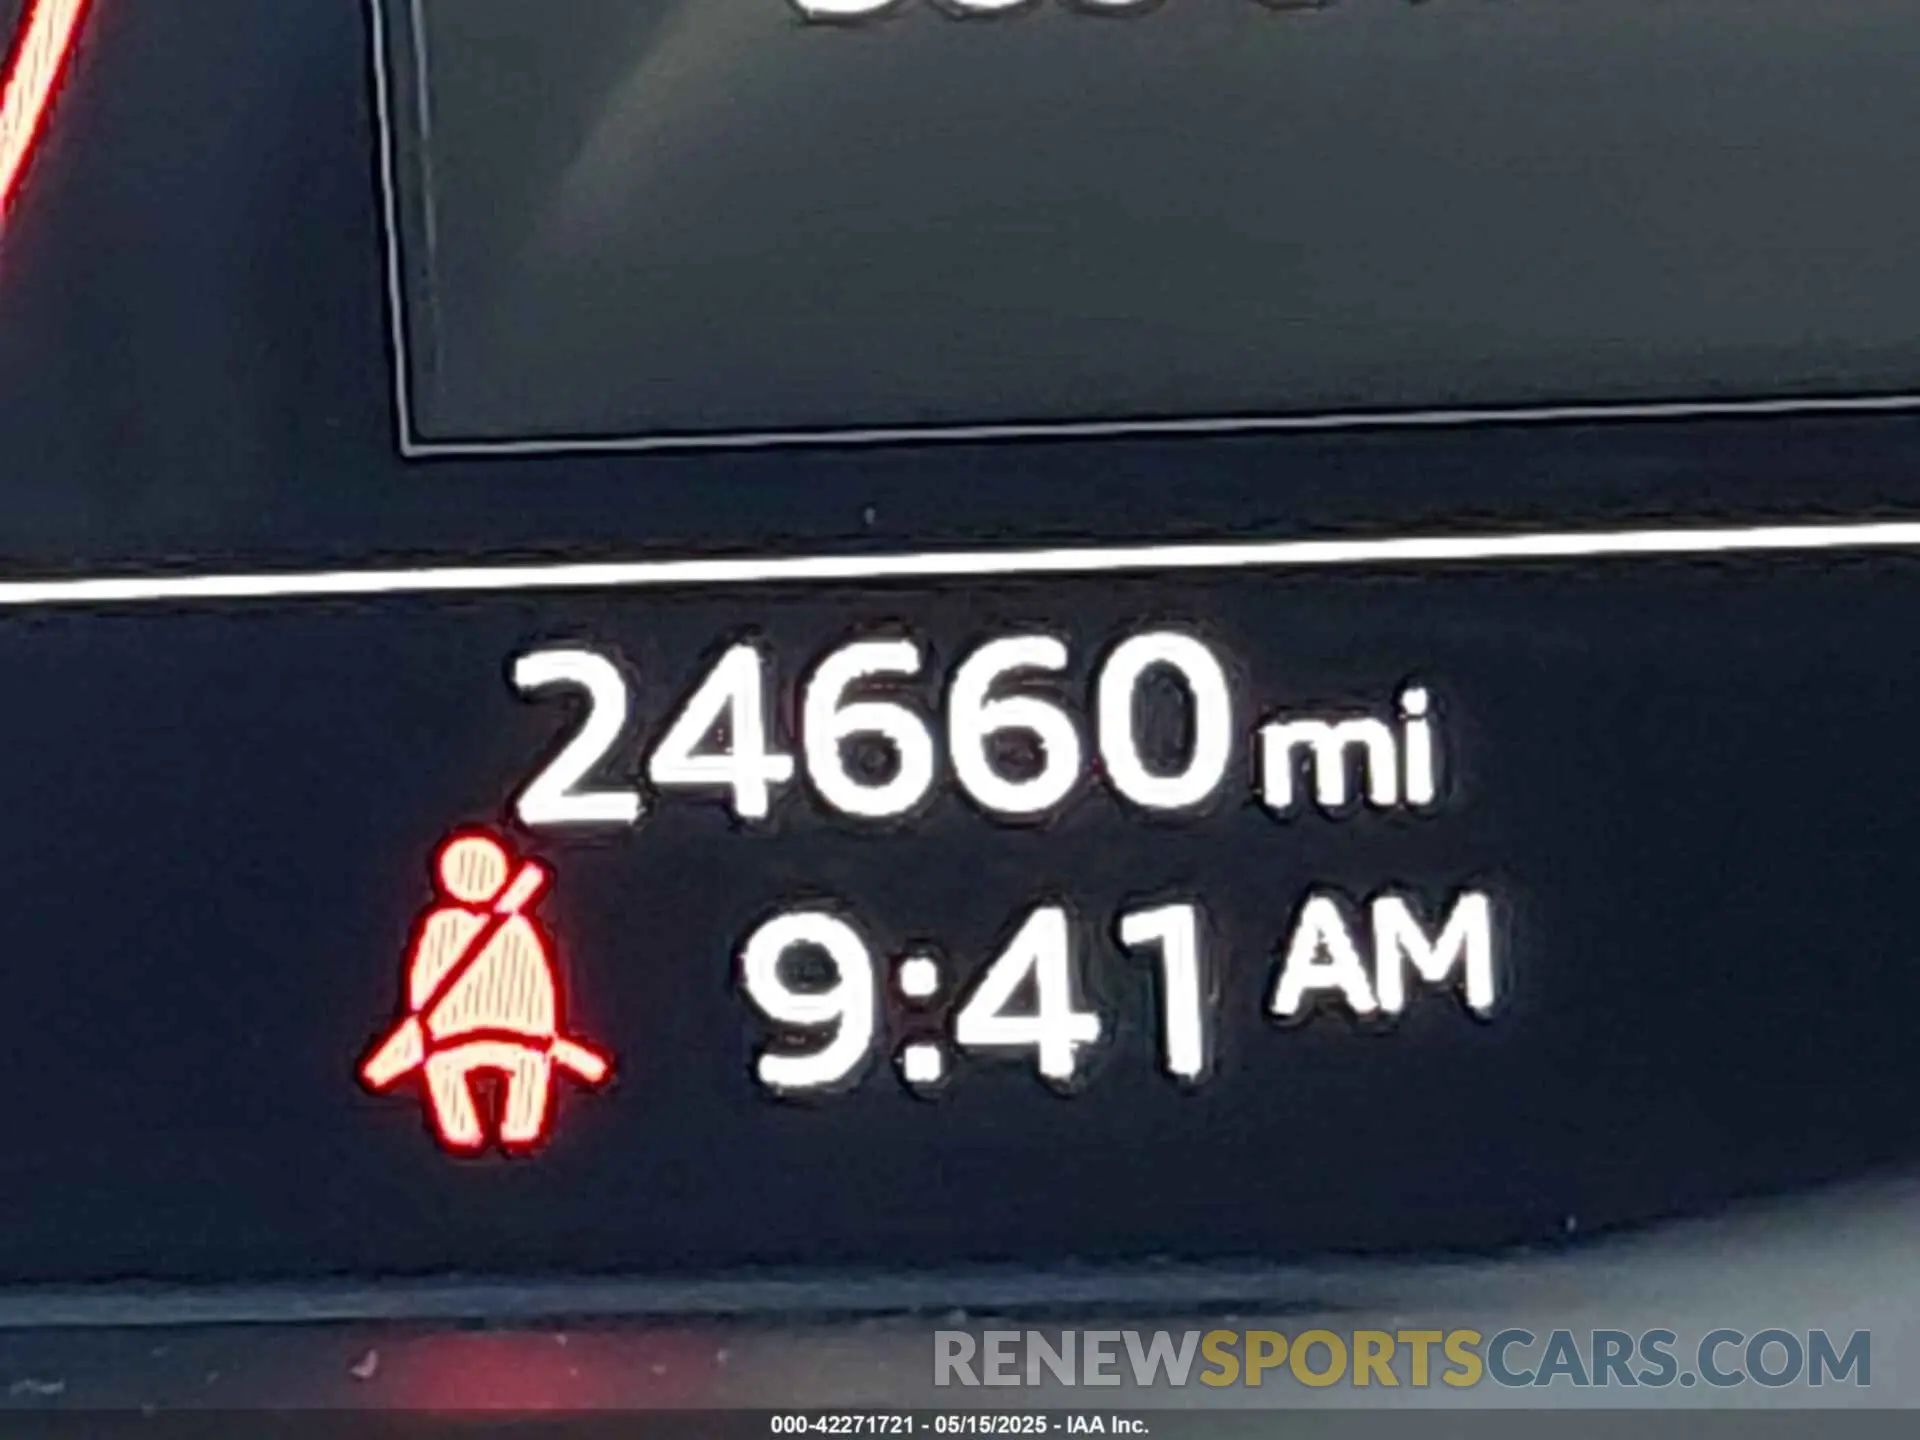 24660 mi
9:41 AM
RENEWSPORTSCARS.COM
000-42271721 - 05/15/2025 - IAA Inc.